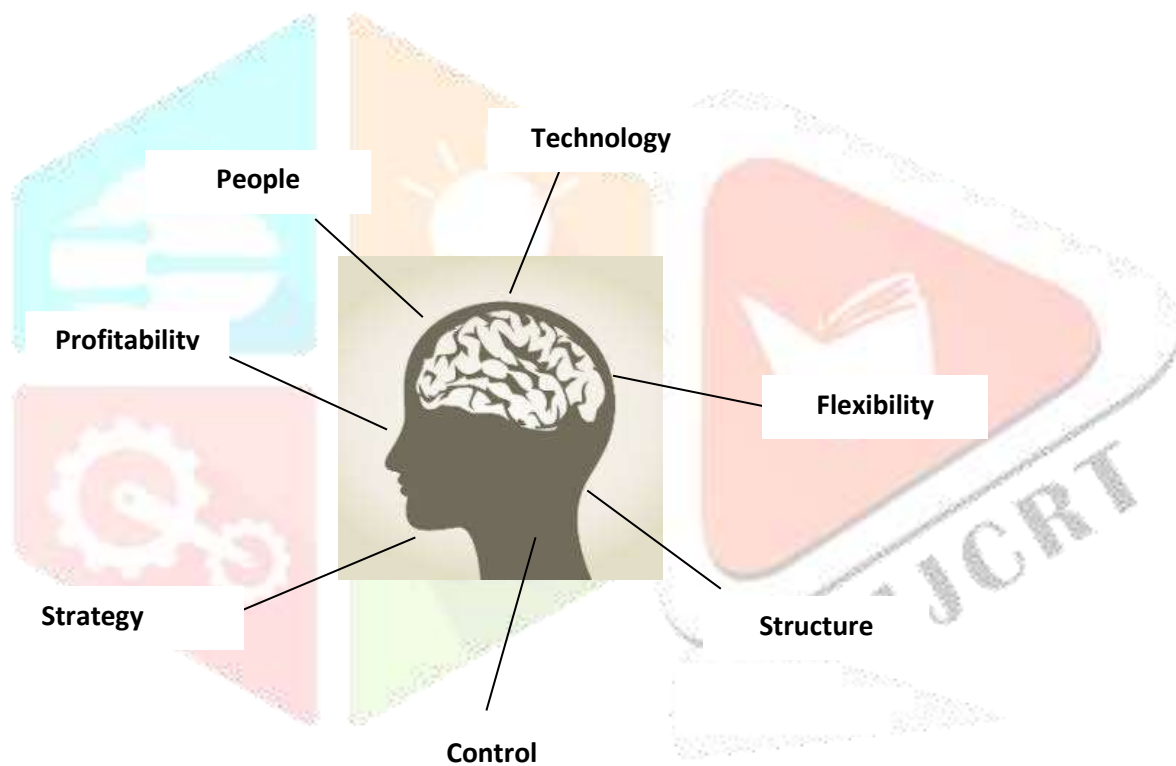 Technology
People
Profitability
Flexibility
Strategy
Structure
Control
IJCRT